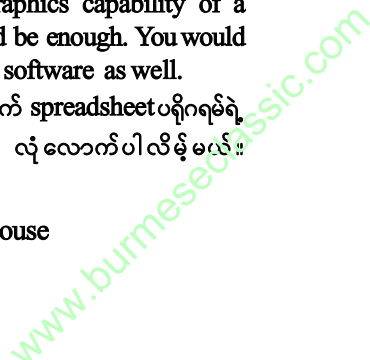 raphics capability of a
d be enough. You would
software as well.
က် spreadsheet ပရိုဂရမ်ရဲ့
လုံလောက်ပါလိမ့်မယ်။
ouse
www.burmeseclassic.com